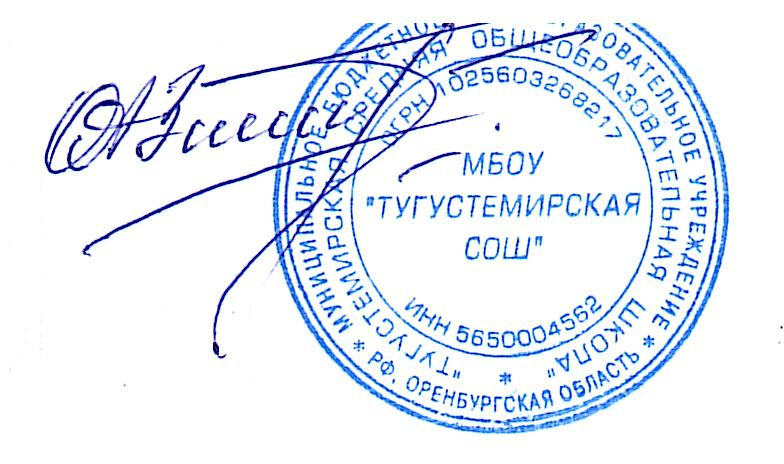 МУНИЦИПАЛЬНОЕ БЮДЖЕТНОЕ ОБЩЕОБРАЗОВАТЕЛЬНОЕ УЧРЕЖДЕНИЕ
* РФ, ОРЕНБУРГСКАЯ ОБЛАСТЬ *
"ТУГУСТЕМИРСКАЯ СРЕДНЯЯ ОБЩЕОБРАЗОВАТЕЛЬНАЯ ШКОЛА" *
ОГРН 1025603268217
МБОУ
"ТУГУСТЕМИРСКАЯ
СОШ"
ИНН 5650004562